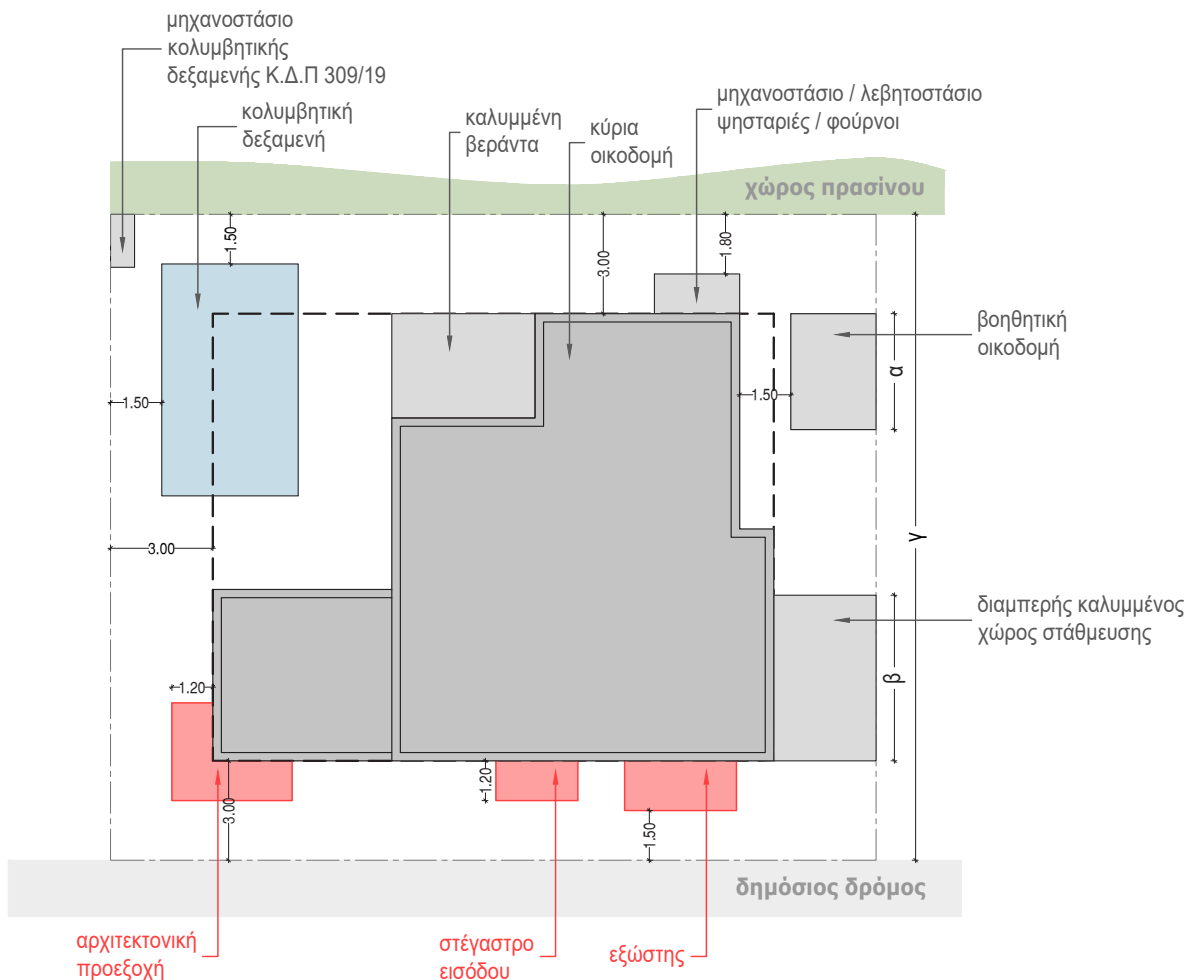 μηχανοστάσιο
κολυμβητικής
δεξαμενής Κ.Δ.Π 309/19
κολυμβητική
δεξαμενή
καλυμμένη
βεράντα
κύρια
οικοδομή
μηχανοστάσιο / λεβητοστάσιο
ψησταριές / φούρνοι
χώρος πρασίνου
1.50
3.00
1.80
βοηθητική
οικοδομή
α
1.50
1.50
γ
3.00
διαμπερής καλυμμένος
χώρος στάθμευσης
β
1.20
1.20
3.00
1.50
δημόσιος δρόμος
αρχιτεκτονική
προεξοχή
στέγαστρο
εισόδου
εξώστης